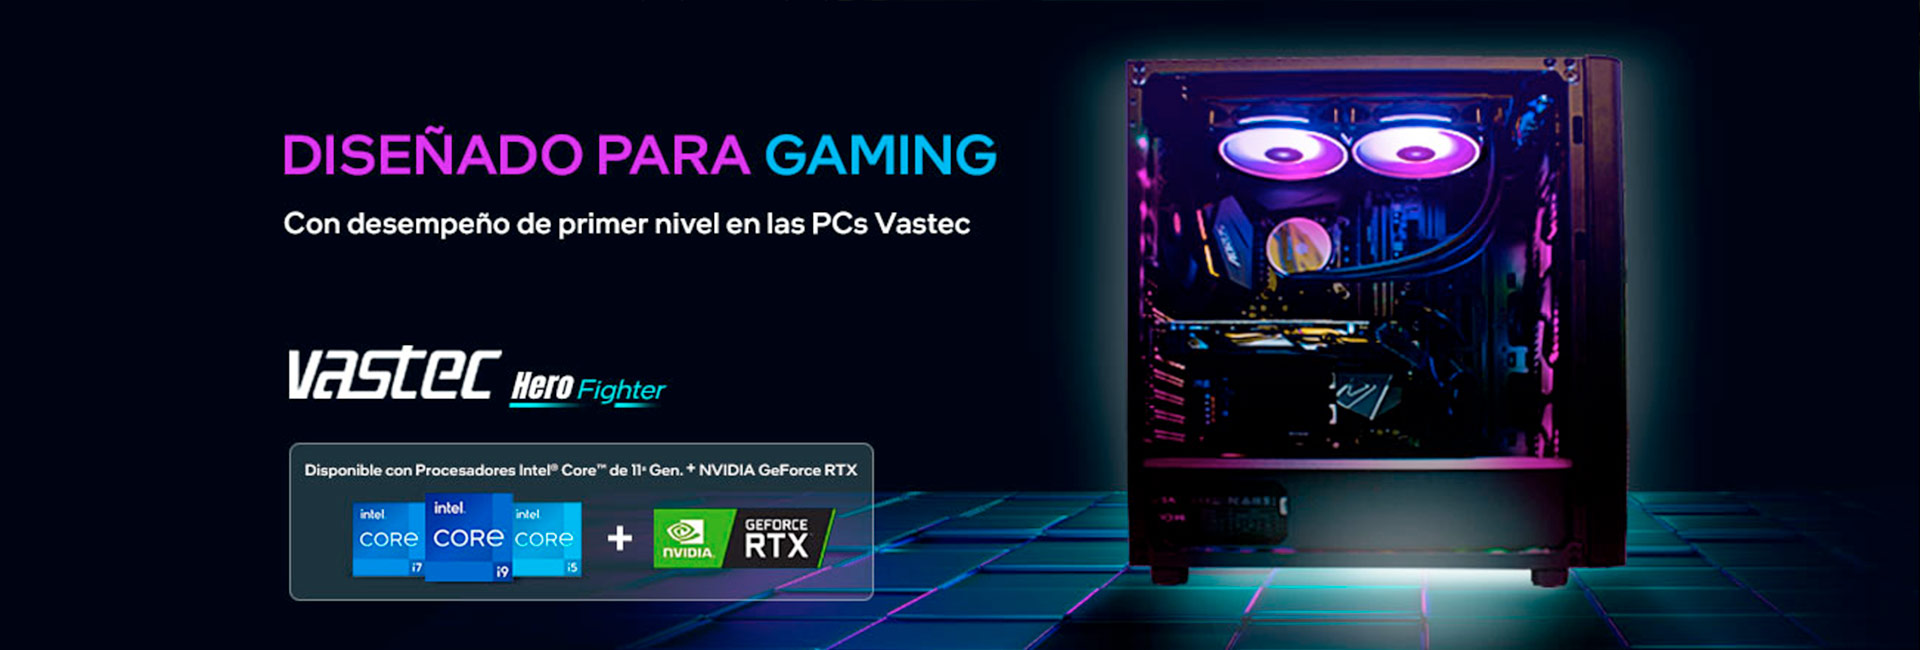 DISEÑADO PARA GAMING
Con desempeño de primer nivel en las PCs Vastec
vastec Hero Fighter
Disponible con Procesadores Intel® Core™ de 11ª Gen. + NVIDIA GeForce RTX
intel. CORE i7
intel. CORE i9
intel. CORE i5
+
NVIDIA.
GEFORCE RTX